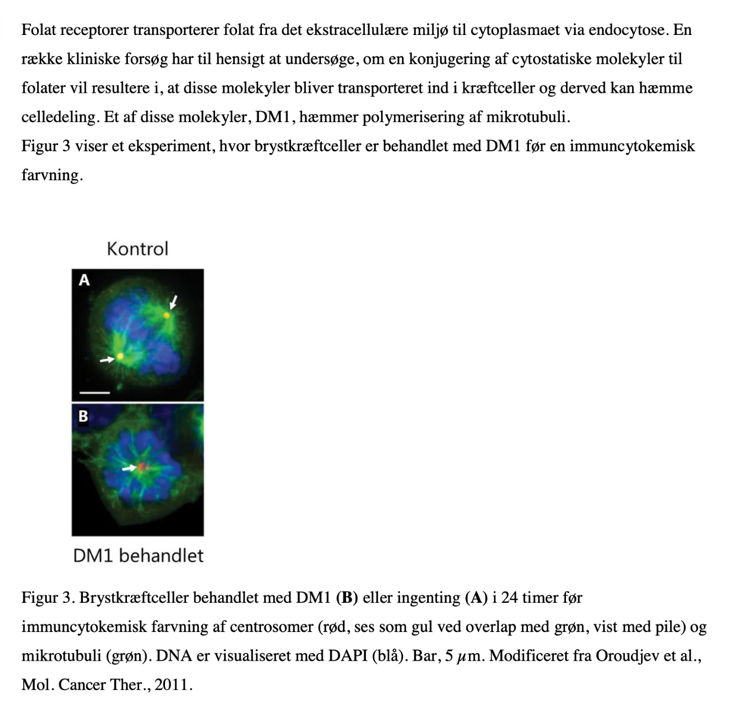 Folat receptorer transporterer folat fra det ekstracellulære miljø til cytoplasmaet via endocytose. En
række kliniske forsøg har til hensigt at undersøge, om en konjugering af cytostatiske molekyler til
folater vil resultere i, at disse molekyler bliver transporteret ind i kræftceller og derved kan hæmme
celledeling. Et af disse molekyler, DM1, hæmmer polymerisering af mikrotubuli.
Figur 3 viser et eksperiment, hvor brystkræftceller er behandlet med DM1 før en immuncytokemisk
farvning.
Kontrol
A
B
DM1 behandlet
Figur 3. Brystkræftceller behandlet med DM1 (B) eller ingenting (A) i 24 timer før
immuncytokemisk farvning af centrosomer (rød, ses som gul ved overlap med grøn, vist med pile) og
mikrotubuli (grøn). DNA er visualiseret med DAPI (blå). Bar, 5 µm. Modificeret fra Oroudjev et al.,
Mol. Cancer Ther., 2011.